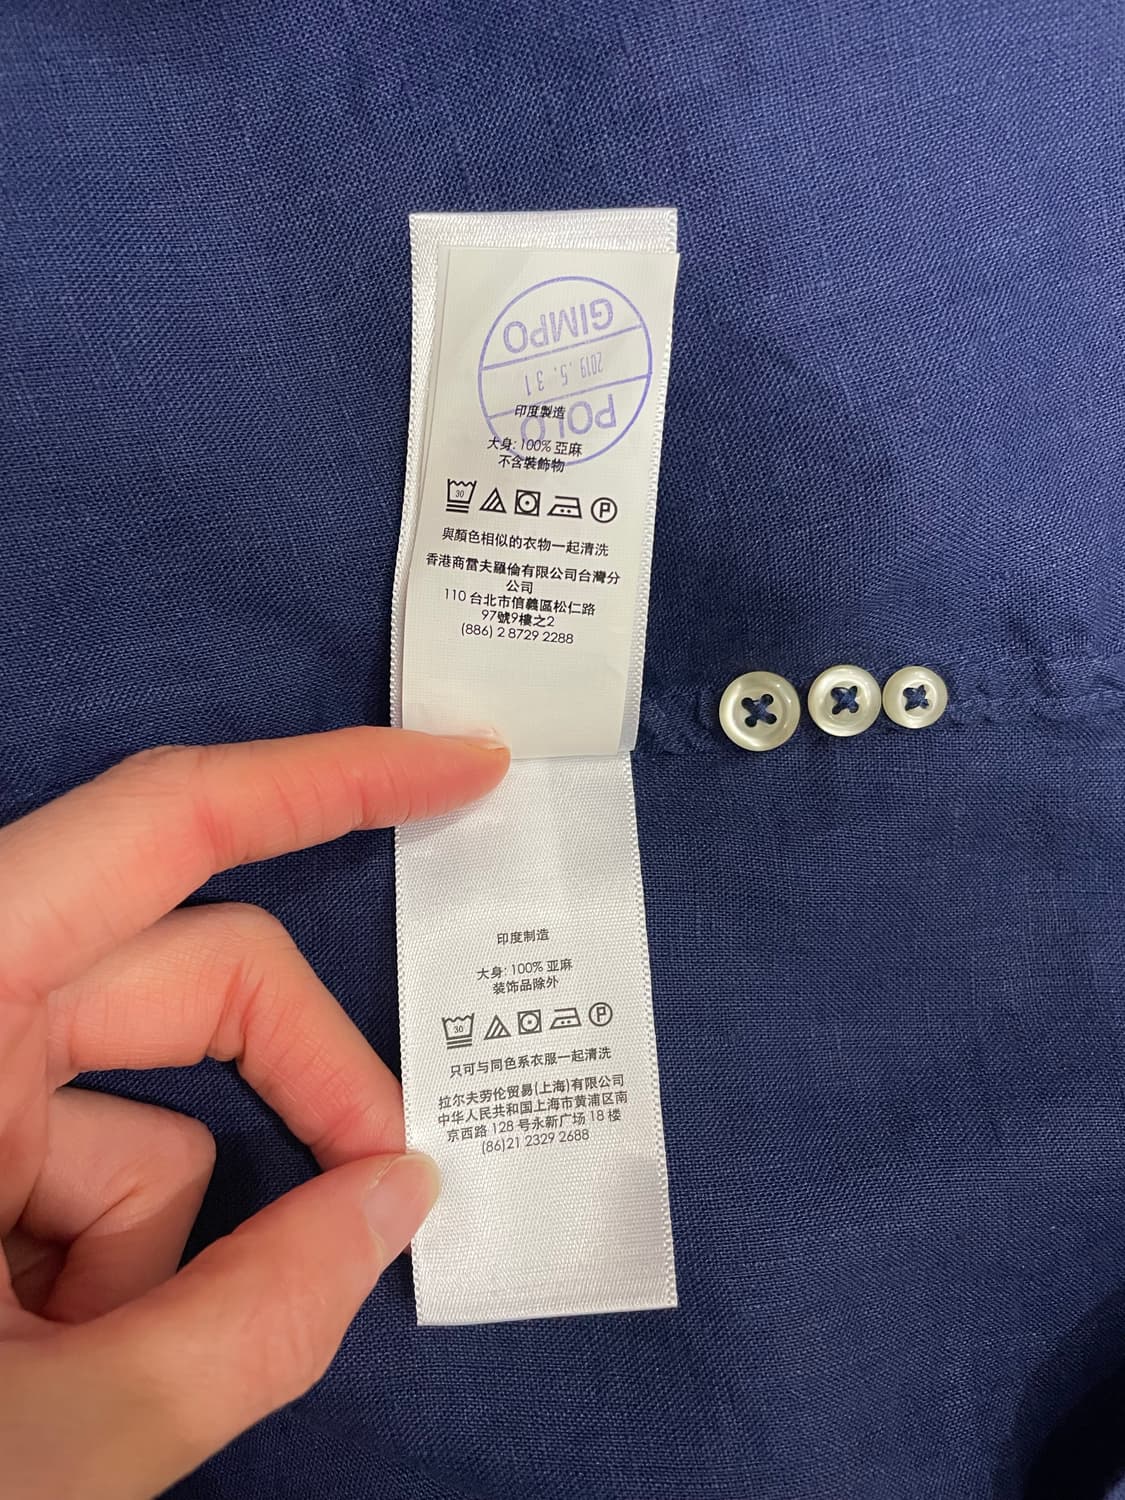 GIMPO
2019. 5. 31
POLO
印度製造
大身: 100% 亞麻
不含裝飾物
30
P
與顏色相似的衣物一起清洗
香港商雷夫羅倫有限公司台灣分
公司
110 台北市信義區松仁路
97號9樓之2
(886) 2 8729 2288
印度制造
大身: 100% 亚麻
装饰品除外
30
P
只可与同色系衣服一起清洗
拉尔夫劳伦贸易(上海)有限公司
中华人民共和国上海市黄浦区南
京西路 128 号永新广场 18 楼
(86)21 2329 2688